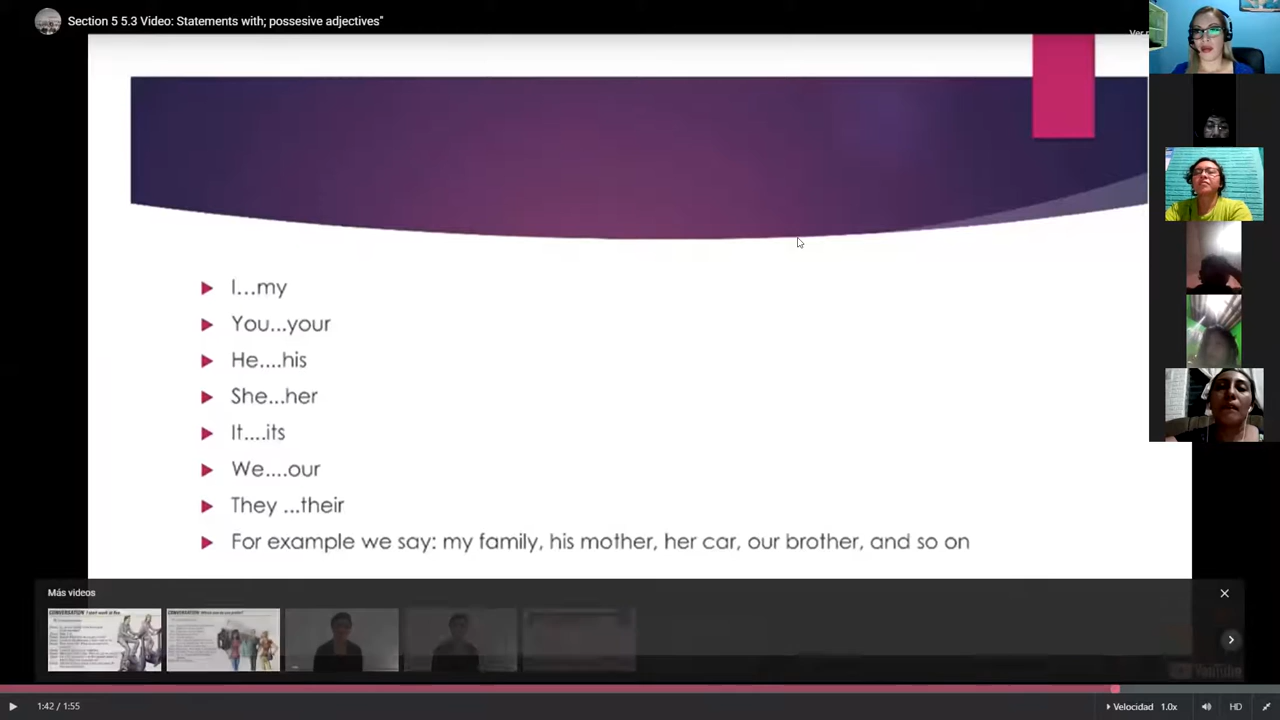 Section 5 5.3 Video: Statements with; possesive adjectives"
I...my
You...your
He....his
She...her
It....its
We....our
They ...their
For example we say: my family, his mother, her car, our brother, and so on
Más videos
YouTube
1:42 / 1:55
Velocidad 1.0x
HD